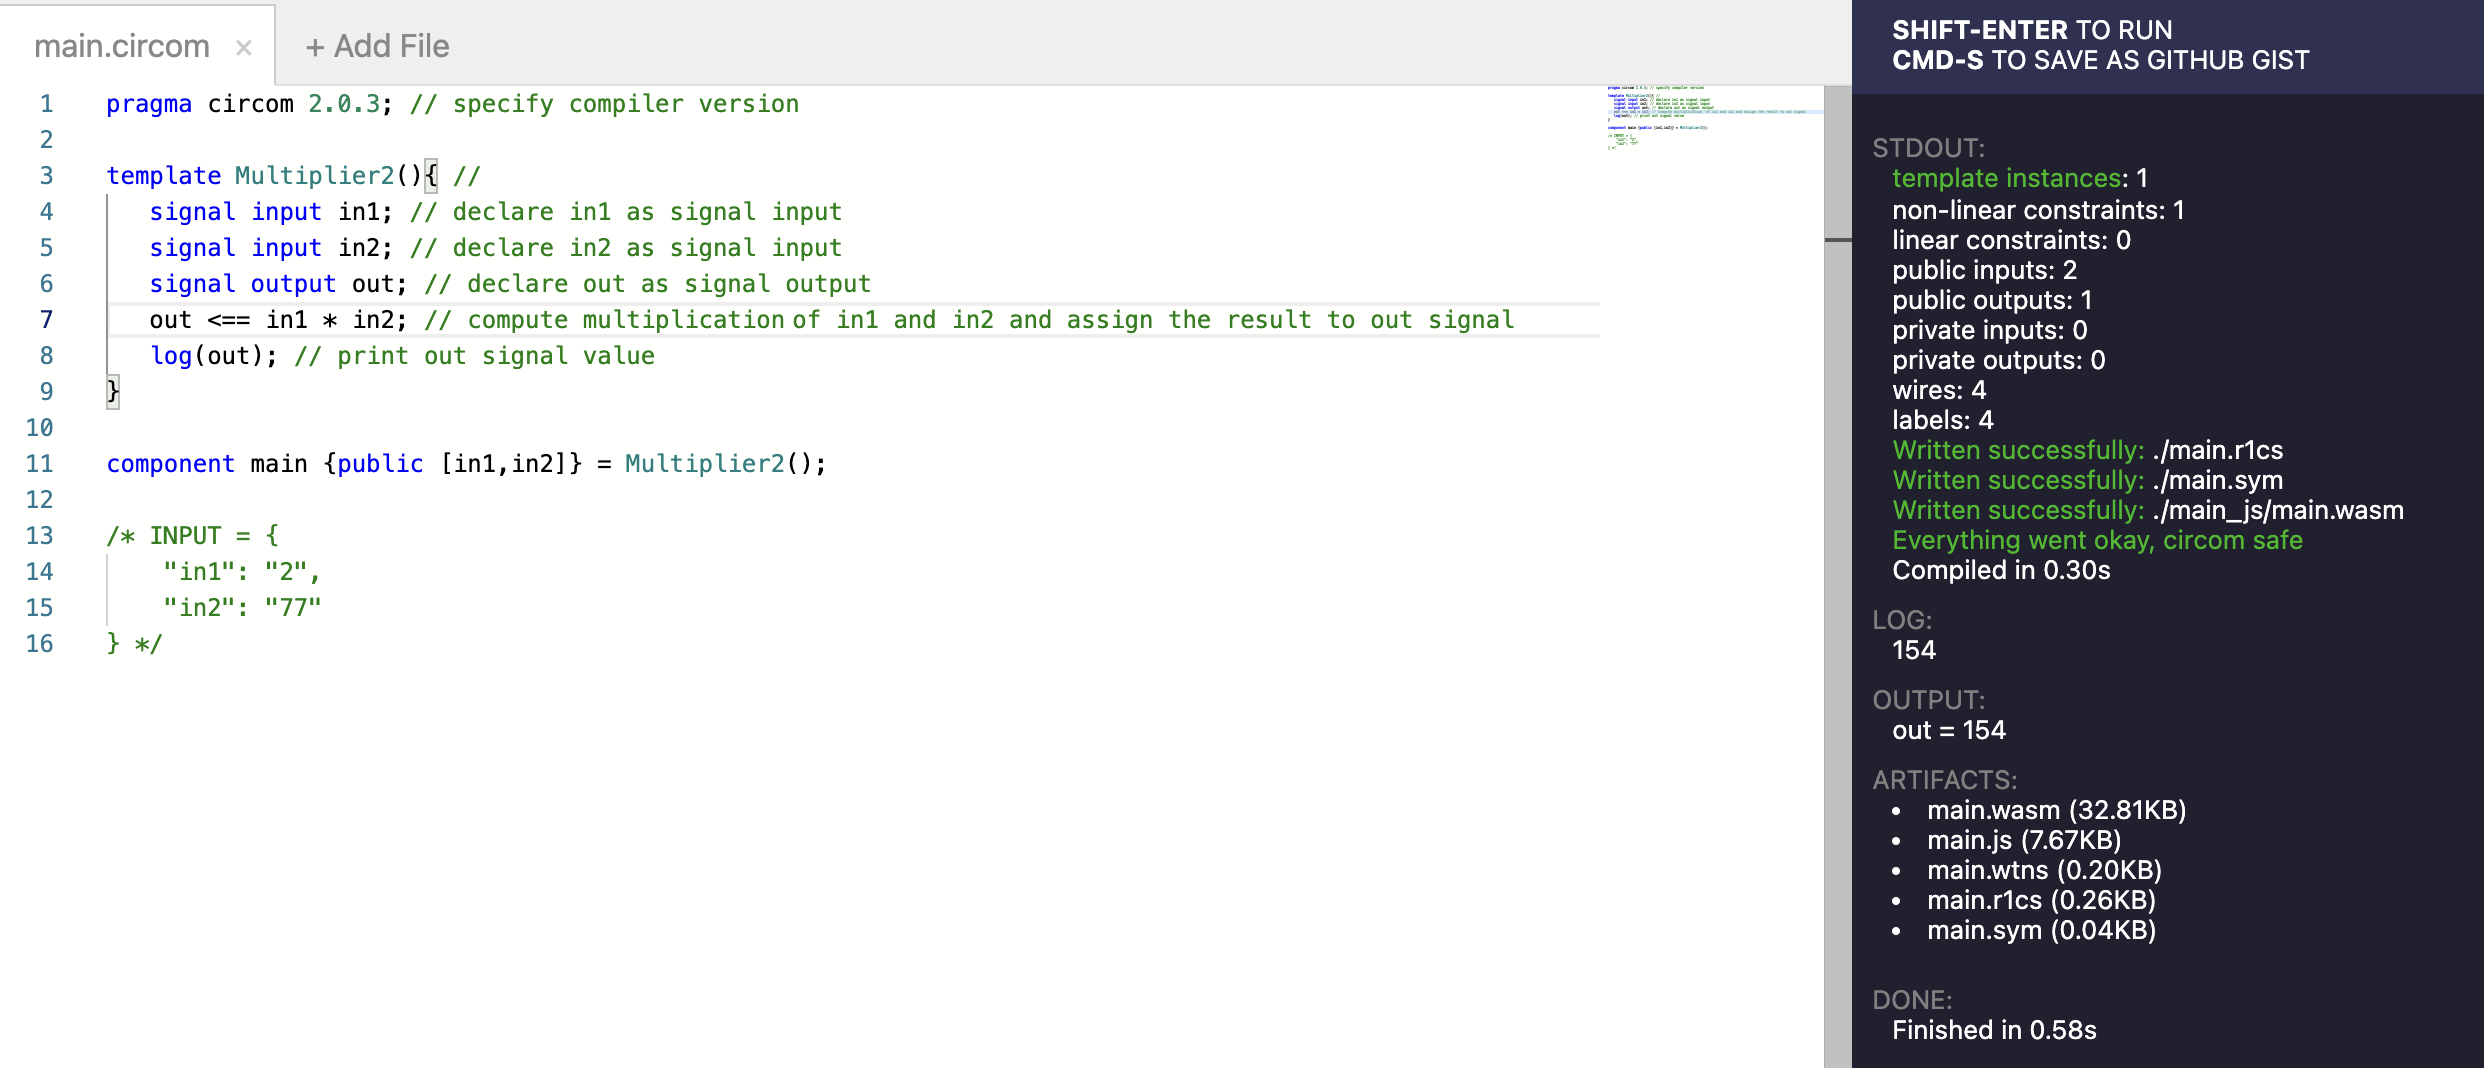 main.circom ×
+ Add File
1 pragma circom 2.0.3; // specify compiler version
2
3 template Multiplier2(){ //
4 signal input in1; // declare in1 as signal input
5 signal input in2; // declare in2 as signal input
6 signal output out; // declare out as signal output
7 out <== in1 * in2; // compute multiplication of in1 and in2 and assign the result to out signal
8 log(out); // print out signal value
9 }
10
11 component main {public [in1,in2]} = Multiplier2();
12
13 /* INPUT = {
14 "in1": "2",
15 "in2": "77"
16 } */
SHIFT-ENTER TO RUN
CMD-S TO SAVE AS GITHUB GIST
STDOUT:
template instances: 1
non-linear constraints: 1
linear constraints: 0
public inputs: 2
public outputs: 1
private inputs: 0
private outputs: 0
wires: 4
labels: 4
Written successfully: ./main.r1cs
Written successfully: ./main.sym
Written successfully: ./main_js/main.wasm
Everything went okay, circom safe
Compiled in 0.30s
LOG:
154
OUTPUT:
out = 154
ARTIFACTS:
• main.wasm (32.81KB)
• main.js (7.67KB)
• main.wtns (0.20KB)
• main.r1cs (0.26KB)
• main.sym (0.04KB)
DONE:
Finished in 0.58s